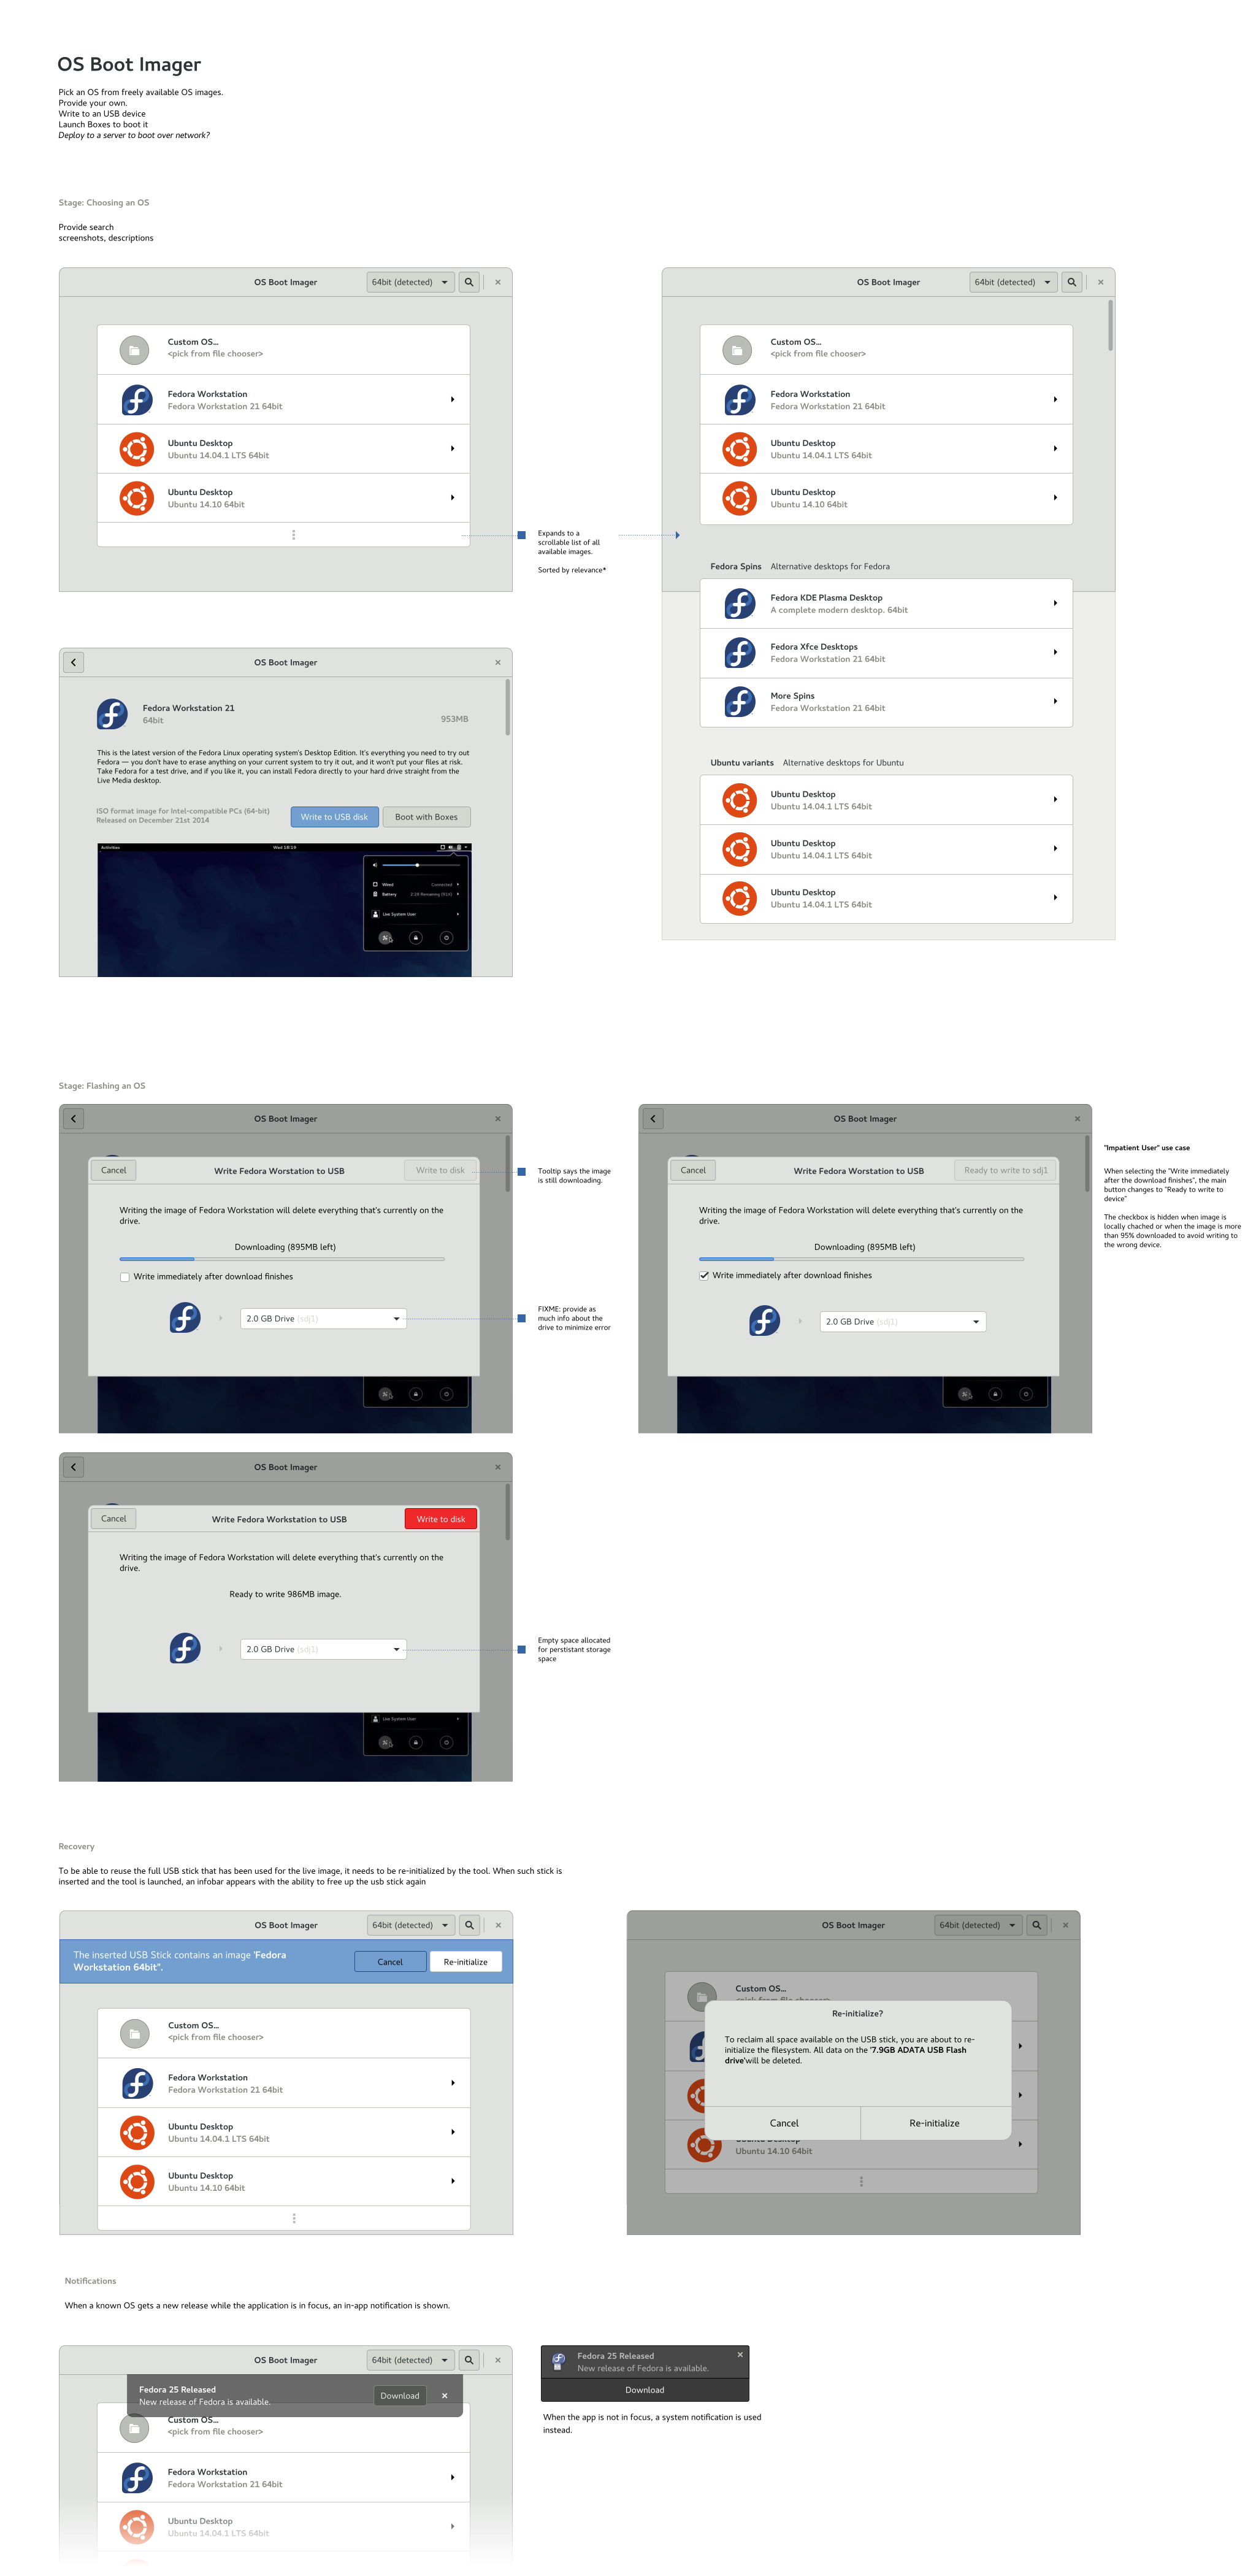 OS Boot Imager
Pick an OS from freely available OS images.
Provide your own.
Write to an USB device
Launch Boxes to boot it
Deploy to a server to boot over network?
Stage: Choosing an OS
Provide search
screenshots, descriptions
OS Boot Imager
64bit (detected)
Custom OS...
<pick from file chooser>
Fedora Workstation
Fedora Workstation 21 64bit
Ubuntu Desktop
Ubuntu 14.04.1 LTS 64bit
Ubuntu Desktop
Ubuntu 14.10 64bit
Expands to a
scrollable list of all
available images.
Sorted by relevance*
OS Boot Imager
64bit (detected)
Custom OS...
<pick from file chooser>
Fedora Workstation
Fedora Workstation 21 64bit
Ubuntu Desktop
Ubuntu 14.04.1 LTS 64bit
Ubuntu Desktop
Ubuntu 14.10 64bit
Fedora Spins Alternative desktops for Fedora
Fedora KDE Plasma Desktop
A complete modern desktop. 64bit
Fedora Xfce Desktops
Fedora Workstation 21 64bit
More Spins
Fedora Workstation 21 64bit
Ubuntu variants Alternative desktops for Ubuntu
Ubuntu Desktop
Ubuntu 14.04.1 LTS 64bit
Ubuntu Desktop
Ubuntu 14.04.1 LTS 64bit
Ubuntu Desktop
Ubuntu 14.04.1 LTS 64bit
OS Boot Imager
Fedora Workstation 21
64bit
953MB
This is the latest version of the Fedora Linux operating system's Desktop Edition. It's everything you need to try out
Fedora — you don't have to erase anything on your current system to try it out, and it won't put your files at risk.
Take Fedora for a test drive, and if you like it, you can install Fedora directly to your hard drive straight from the
Live Media desktop.
ISO format image for Intel-compatible PCs (64-bit)
Released on December 21st 2014
Write to USB disk
Boot with Boxes
Activities
Wed 18:19
Wired Connected
Battery 2:28 Remaining (91%)
Live System User
Stage: Flashing an OS
OS Boot Imager
Cancel
Write Fedora Worstation to USB
Write to disk
Writing the image of Fedora Workstation will delete everything that's currently on the
drive.
Downloading (895MB left)
Write immediately after download finishes
2.0 GB Drive (sdj1)
Tooltip says the image
is still downloading.
FIXME: provide as
much info about the
drive to minimize error
OS Boot Imager
Cancel
Write Fedora Worstation to USB
Ready to write to sdj1
Writing the image of Fedora Workstation will delete everything that's currently on the
drive.
Downloading (895MB left)
Write immediately after download finishes
2.0 GB Drive (sdj1)
"Impatient User" use case
When selecting the "Write immediately
after the download finishes", the main
button changes to "Ready to write to
device"
The checkbox is hidden when image is
locally chached or when the image is more
than 95% downloaded to avoid writing to
the wrong device.
OS Boot Imager
Cancel
Write Fedora Workstation to USB
Write to disk
Writing the image of Fedora Workstation will delete everything that's currently on the
drive.
Ready to write 986MB image.
2.0 GB Drive (sdj1)
Live System User
Empty space allocated
for perstistant storage
space
Recovery
To be able to reuse the full USB stick that has been used for the live image, it needs to be re-initialized by the tool. When such stick is
inserted and the tool is launched, an infobar appears with the ability to free up the usb stick again
OS Boot Imager
64bit (detected)
The inserted USB Stick contains an image 'Fedora
Workstation 64bit".
Cancel
Re-initialize
Custom OS...
<pick from file chooser>
Fedora Workstation
Fedora Workstation 21 64bit
Ubuntu Desktop
Ubuntu 14.04.1 LTS 64bit
Ubuntu Desktop
Ubuntu 14.10 64bit
OS Boot Imager
64bit (detected)
Custom OS...
<pick from file chooser>
Re-initialize?
To reclaim all space available on the USB stick, you are about to re-
initialize the filesystem. All data on the '7.9GB ADATA USB Flash
drive'will be deleted.
Cancel
Re-initialize
Ubuntu Desktop
Ubuntu 14.10 64bit
Notifications
When a known OS gets a new release while the application is in focus, an in-app notification is shown.
OS Boot Imager
64bit (detected)
Fedora 25 Released
New release of Fedora is available.
Download
Custom OS...
<pick from file chooser>
Fedora Workstation
Fedora Workstation 21 64bit
Ubuntu Desktop
Ubuntu 14.04.1 LTS 64bit
Fedora 25 Released
New release of Fedora is available.
Download
When the app is not in focus, a system notification is used
instead.